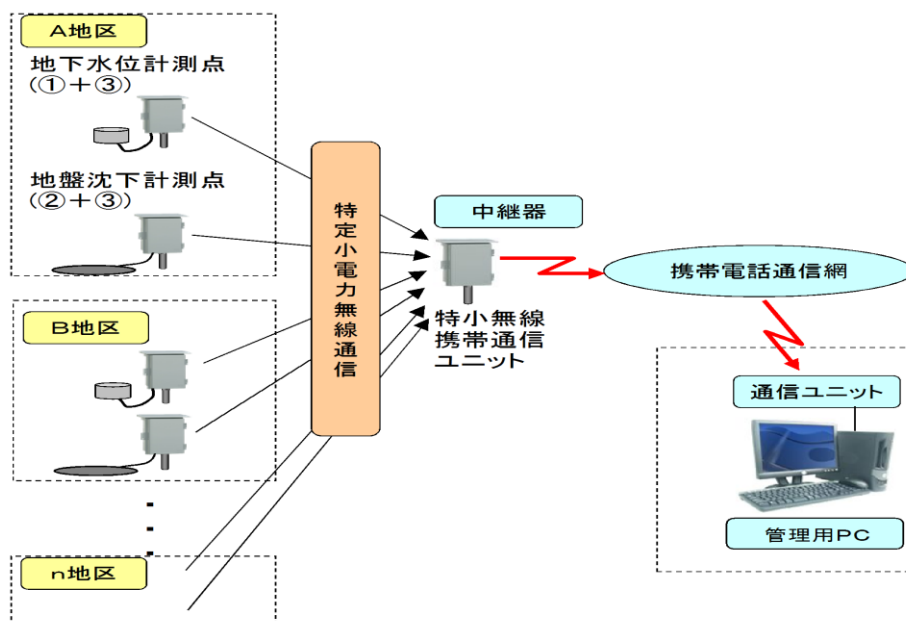 A地区
地下水位計測点
(①+③)
地盤沈下計測点
(②+③)
B地区
n地区
特定小電力無線通信
中継器
特小無線
携帯通信
ユニット
携帯電話通信網
通信ユニット
管理用PC